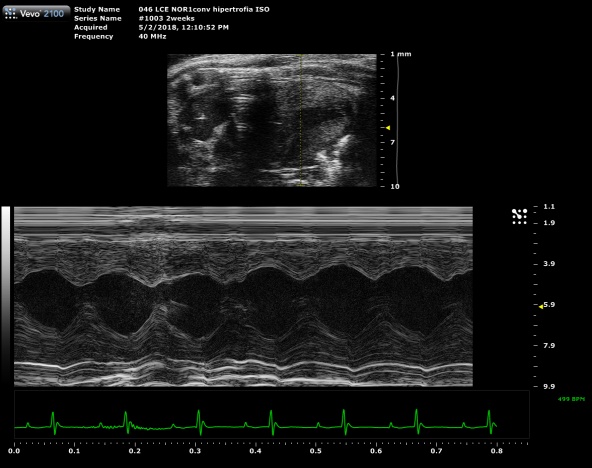 Vevo 2100
Study Name 046 LCE NOR1conv hipertrofia ISO
Series Name #1003 2weeks
Acquired 5/2/2018, 12:10:52 PM
Frequency 40 MHz
1 mm
4
7
10
1.1
1.9
3.9
5.9
7.9
9.9
499 BPM
0.0 0.1 0.2 0.3 0.4 0.5 0.6 0.7 0.8